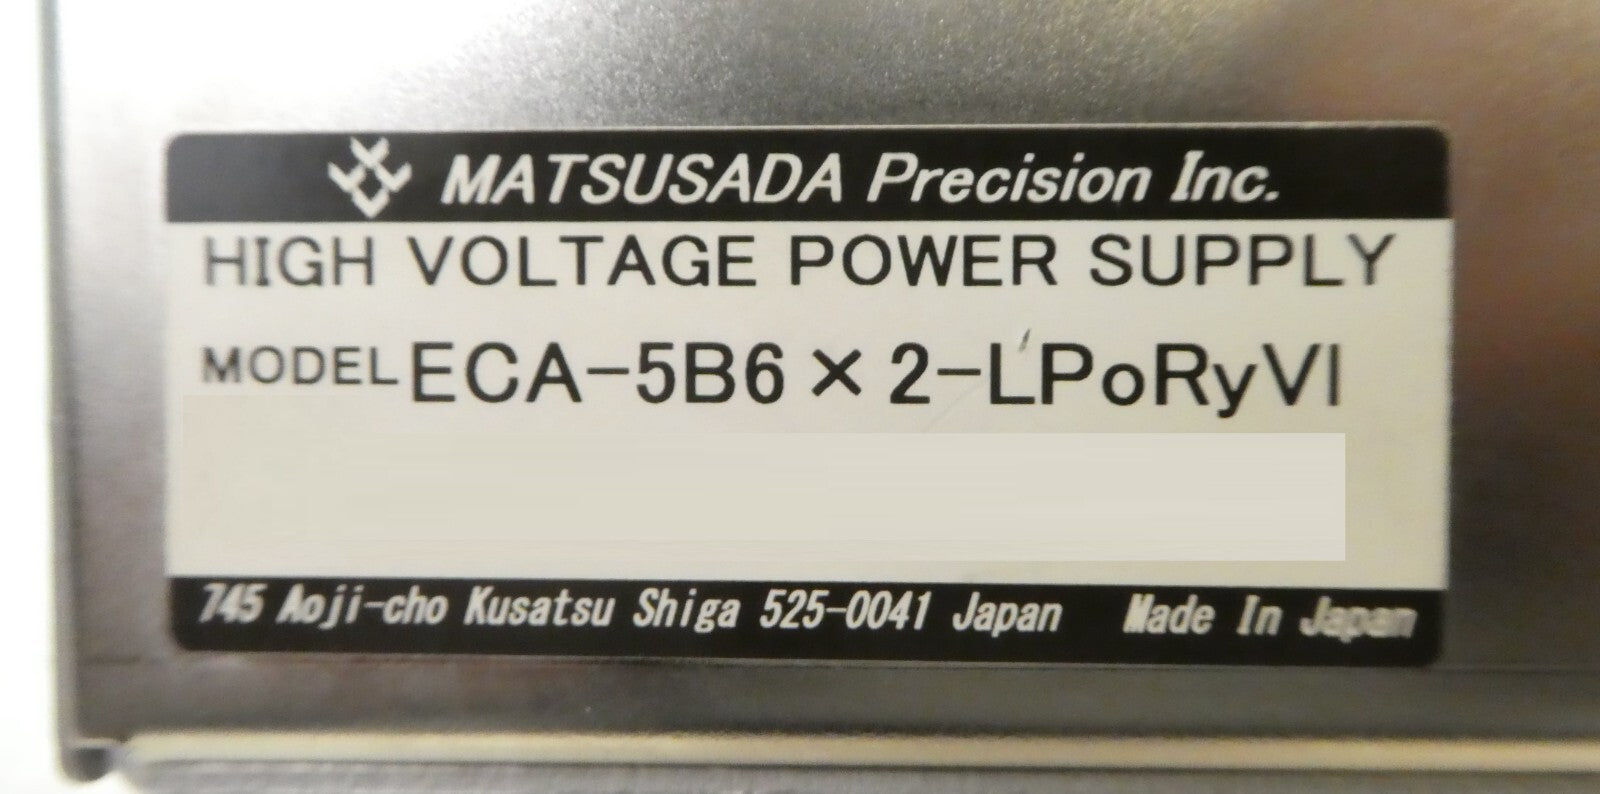 MATSUSADA Precision Inc.
HIGH VOLTAGE POWER SUPPLY
MODEL ECA-5B6×2-LPoRyVI
745 Aoji-cho Kusatsu Shiga 525-0041 Japan Made In Japan